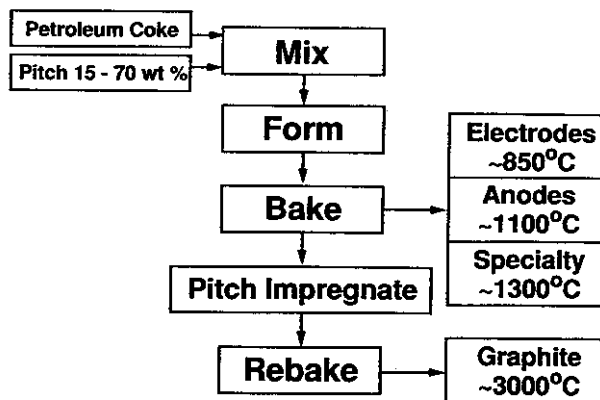 Petroleum Coke
Pitch 15 - 70 wt %
Mix
Form
Bake
Electrodes
~850°C
Anodes
~1100°C
Specialty
~1300°C
Pitch Impregnate
Rebake
Graphite
~3000°C